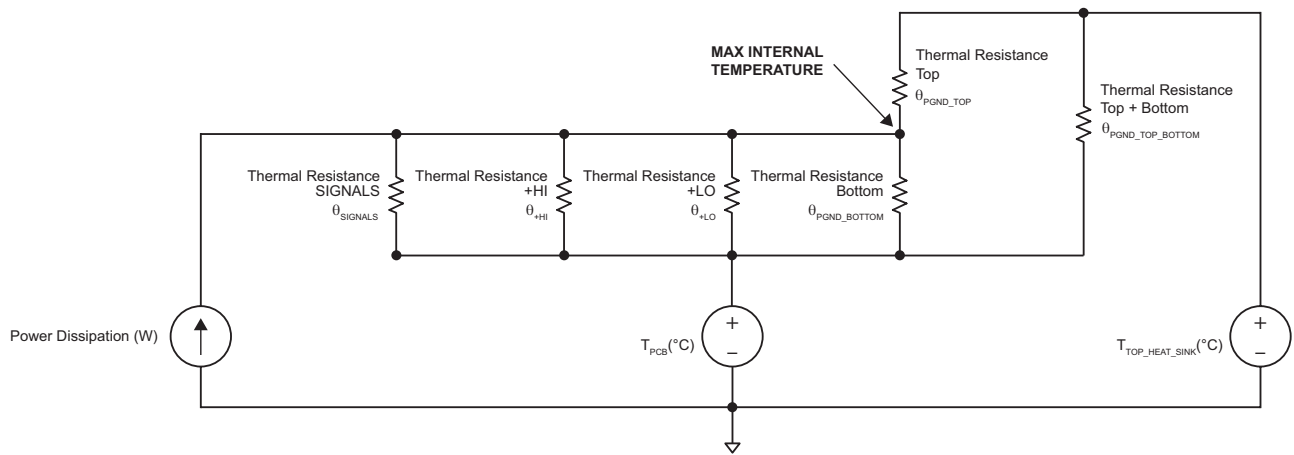 MAX INTERNAL
TEMPERATURE
Thermal Resistance
Top
θPGND_TOP
Thermal Resistance
Top + Bottom
θPGND_TOP_BOTTOM
Thermal Resistance
SIGNALS
θSIGNALS
Thermal Resistance
+HI
θ+HI
Thermal Resistance
+LO
θ+LO
Thermal Resistance
Bottom
θPGND_BOTTOM
Power Dissipation (W)
+
–
TPCB(°C)
+
–
TTOP_HEAT_SINK(°C)